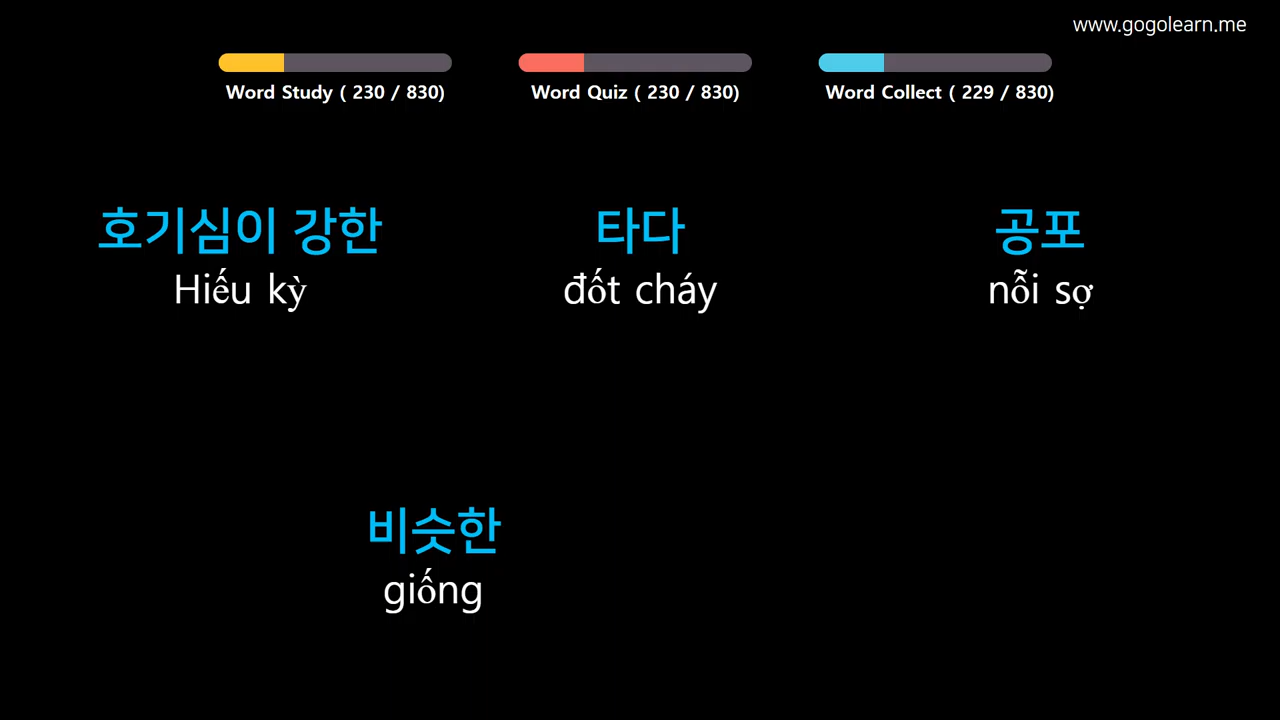 www.gogolearn.me
Word Study ( 230 / 830)
Word Quiz ( 230 / 830)
Word Collect ( 229 / 830)
호기심이 강한
Hiếu kỳ
타다
đốt cháy
공포
nỗi sợ
비슷한
giống